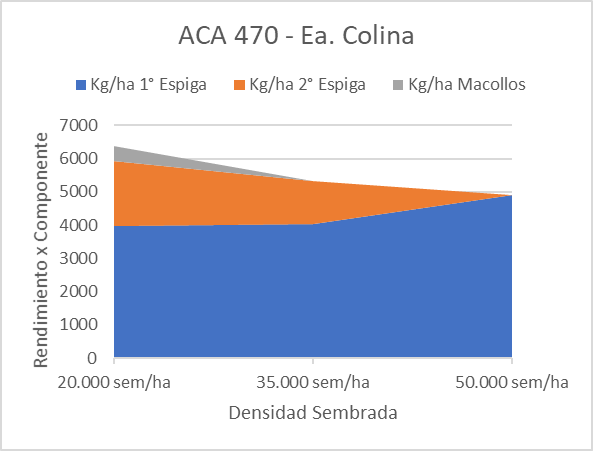 ACA 470 - Ea. Colina
Kg/ha 1° Espiga Kg/ha 2° Espiga Kg/ha Macollos
Rendimiento x Componente
7000
6000
5000
4000
3000
2000
1000
0
20.000 sem/ha 35.000 sem/ha 50.000 sem/ha
Densidad Sembrada